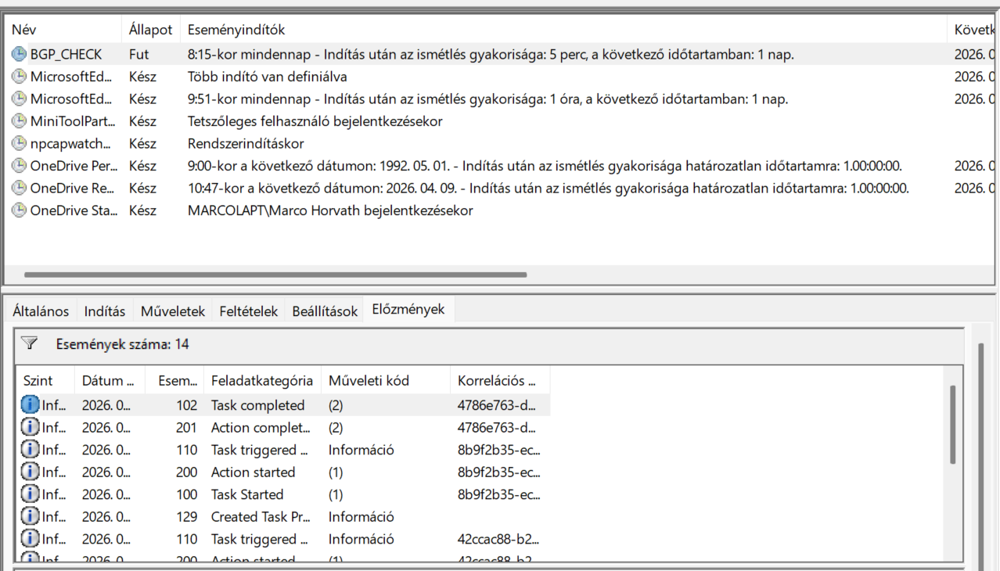 Név Állapot Eseményindítók Követk
BGP_CHECK Fut 8:15-kor mindennap - Indítás után az ismétlés gyakorisága: 5 perc, a következő időtartamban: 1 nap. 2026. 0
MicrosoftEd... Kész Több indító van definiálva 2026. 0
MicrosoftEd... Kész 9:51-kor mindennap - Indítás után az ismétlés gyakorisága: 1 óra, a következő időtartamban: 1 nap. 2026. 0
MiniToolPart... Kész Tetszőleges felhasználó bejelentkezésekor
npcapwatch... Kész Rendszerindításkor
OneDrive Per... Kész 9:00-kor a következő dátumon: 1992. 05. 01. - Indítás után az ismétlés gyakorisága határozatlan időtartamra: 1.00:00:00. 2026. 0
OneDrive Re... Kész 10:47-kor a következő dátumon: 2026. 04. 09. - Indítás után az ismétlés gyakorisága határozatlan időtartamra: 1.00:00:00. 2026. 0
OneDrive Sta... Kész MARCOLAPT\Marco Horvath bejelentkezésekor
Általános Indítás Műveletek Feltételek Beállítások Előzmények
Események száma: 14
Szint Dátum ... Esem... Feladatkategória Műveleti kód Korrelációs ...
Inf... 2026. 0... 102 Task completed (2) 4786e763-d...
Inf... 2026. 0... 201 Action complet... (2) 4786e763-d...
Inf... 2026. 0... 110 Task triggered ... Információ 8b9f2b35-ec...
Inf... 2026. 0... 200 Action started (1) 8b9f2b35-ec...
Inf... 2026. 0... 100 Task Started (1) 8b9f2b35-ec...
Inf... 2026. 0... 129 Created Task Pr... Információ
Inf... 2026. 0... 110 Task triggered ... Információ 42ccac88-b2...
Inf... 2026. 0... 200 Action started (1) 42ccac88-b2...